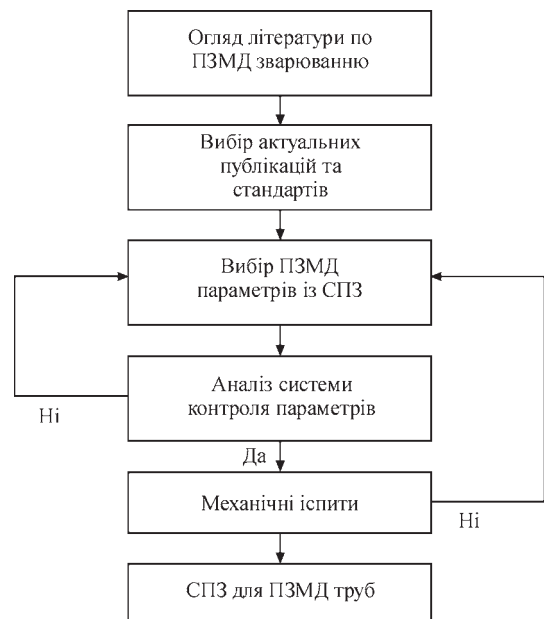 Огляд літератури по
ПЗМД зварюванню
Вибір актуальних
публікацій та
стандартів
Вибір ПЗМД
параметрів із СПЗ
Аналіз системи
контроля параметрів
Ні
Да
Механічні іспити
Ні
СПЗ для ПЗМД труб